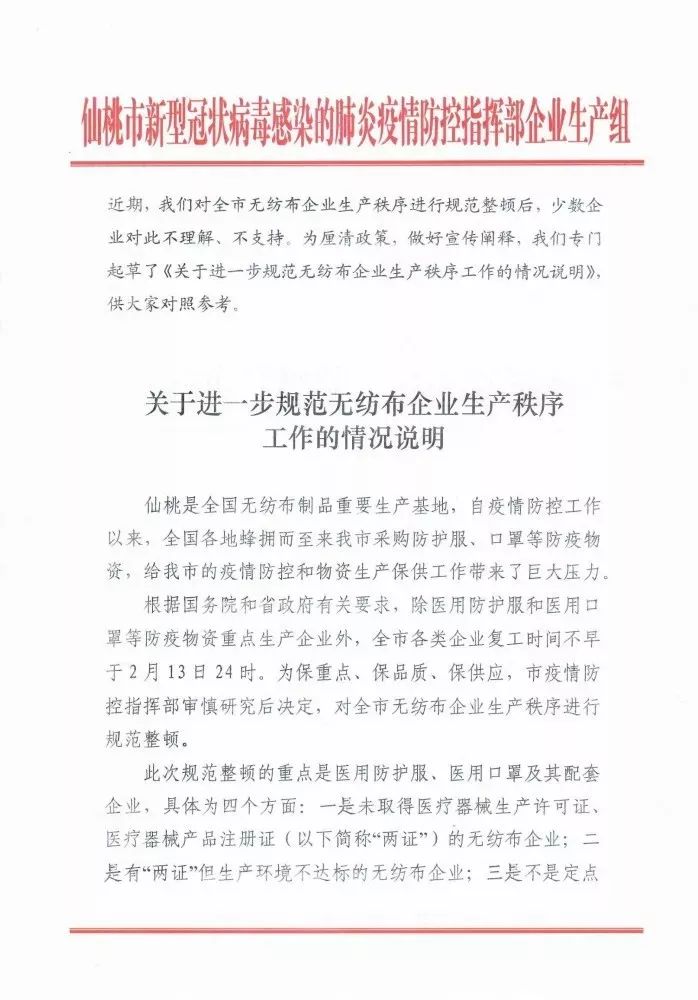 仙桃市新型冠状病毒感染的肺炎疫情防控指挥部企业生产组
近期，我们对全市无纺布企业生产秩序进行规范整顿后，少数企
业对此不理解、不支持。为厘清政策，做好宣传阐释，我们专门
起草了《关于进一步规范无纺布企业生产秩序工作的情况说明》，
供大家对照参考。
关于进一步规范无纺布企业生产秩序
工作的情况说明
仙桃是全国无纺布制品重要生产基地，自疫情防控工作
以来，全国各地蜂拥而至来我市采购防护服、口罩等防疫物
资，给我市的疫情防控和物资生产保供工作带来了巨大压力。
根据国务院和省政府有关要求，除医用防护服和医用口
罩等防疫物资重点生产企业外，全市各类企业复工时间不早
于2月13日24时。为保重点、保品质、保供应，市疫情防
控指挥部审慎研究后决定，对全市无纺布企业生产秩序进行
规范整顿。
此次规范整顿的重点是医用防护服、医用口罩及其配套
企业，具体为四个方面：一是未取得医疗器械生产许可证、
医疗器械产品注册证（以下简称“两证”）的无纺布企业；二
是有“两证”但生产环境不达标的无纺布企业；三是不是定点